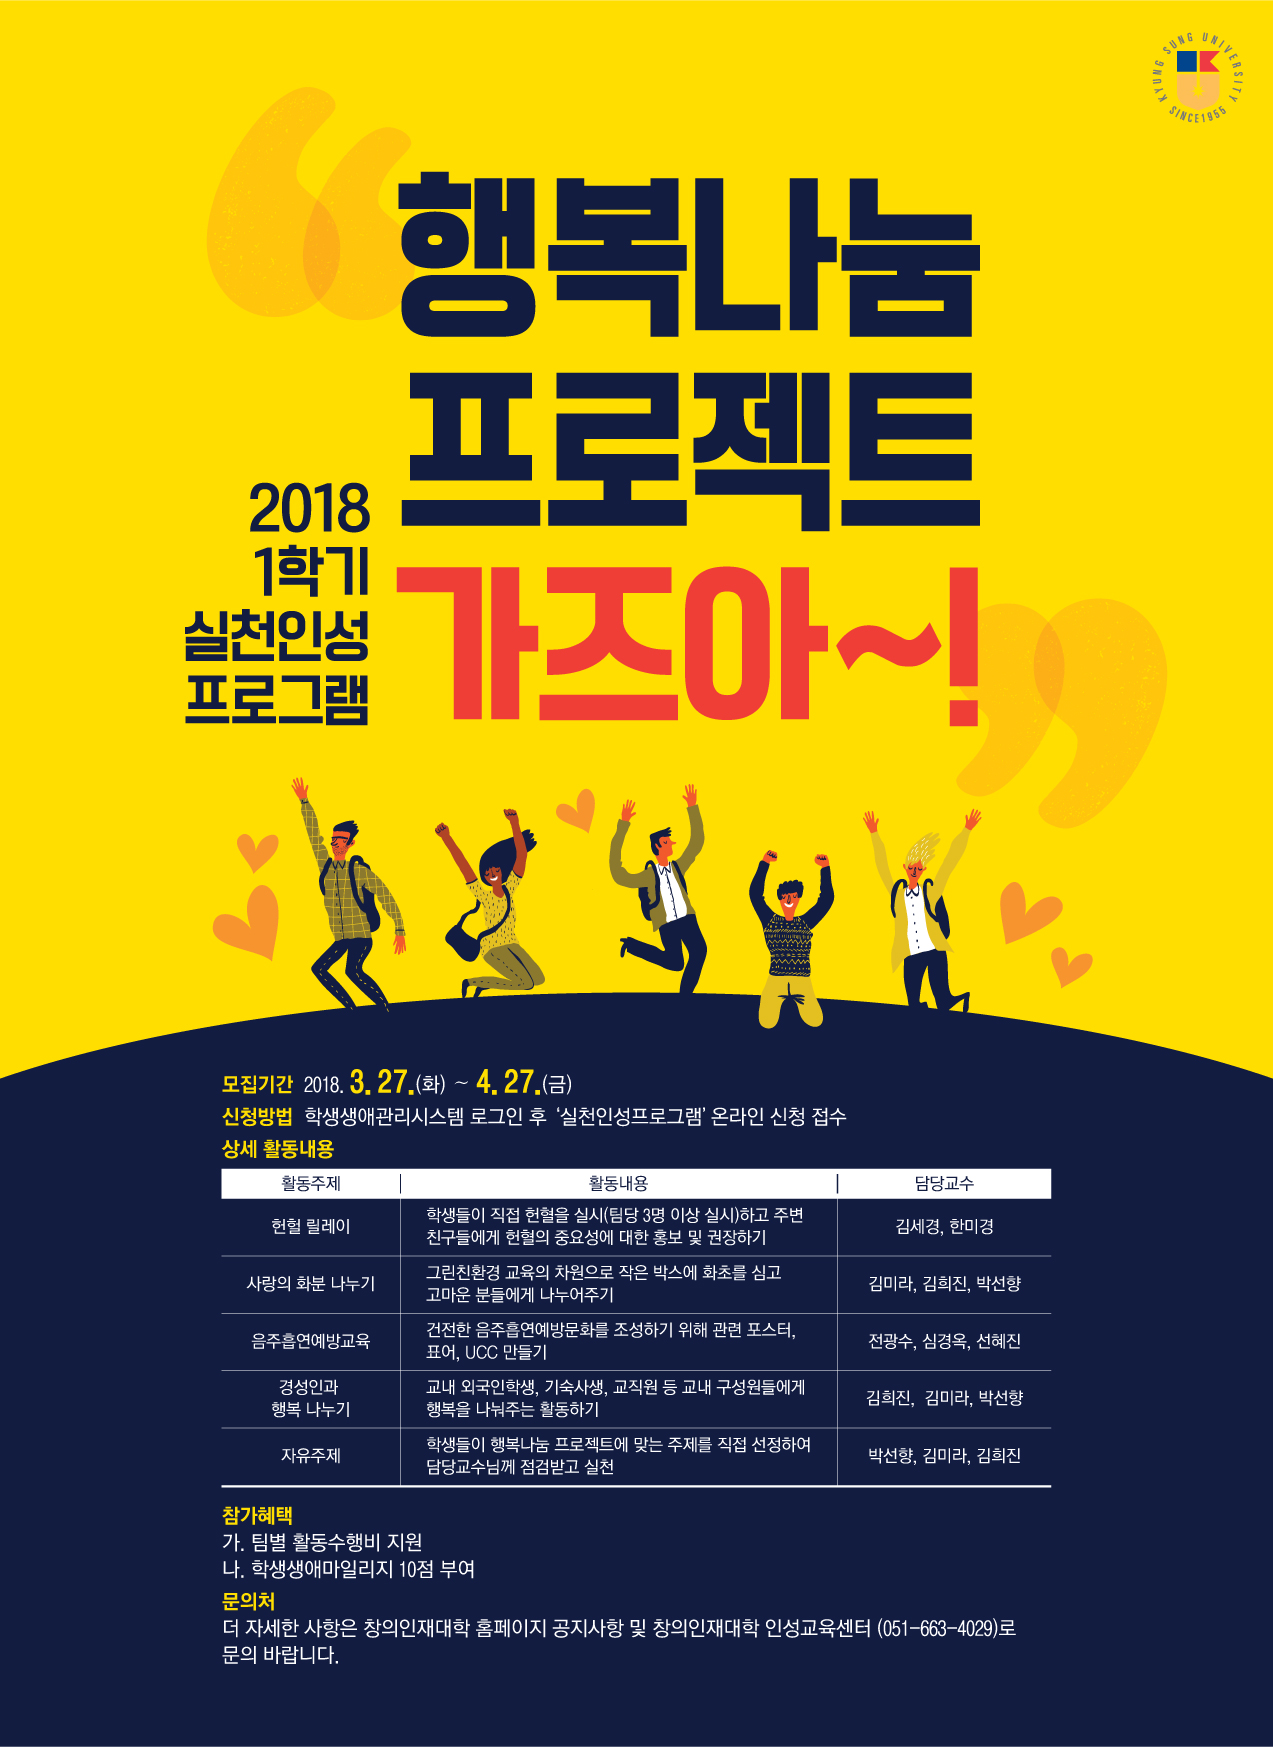 KYUNG SUNG UNIVERSITY
SINCE1955
행복나눔
프로젝트
가즈아~!
2018
1학기
실천인성
프로그램
모집기간 2018. 3. 27.(화) ~ 4. 27.(금)
신청방법 학생생애관리시스템 로그인 후 ‘실천인성프로그램’ 온라인 신청 접수
상세 활동내용
활동주제 활동내용 담당교수
헌혈 릴레이 학생들이 직접 헌혈을 실시(팀당 3명 이상 실시)하고 주변
친구들에게 헌혈의 중요성에 대한 홍보 및 권장하기 김세경, 한미경
사랑의 화분 나누기 그린친환경 교육의 차원으로 작은 박스에 화초를 심고
고마운 분들에게 나누어주기 김미라, 김희진, 박선향
음주흡연예방교육 건전한 음주흡연예방문화를 조성하기 위해 관련 포스터,
표어, UCC 만들기 전광수, 심경옥, 선혜진
경성인과
행복 나누기 교내 외국인학생, 기숙사생, 교직원 등 교내 구성원들에게
행복을 나눠주는 활동하기 김희진, 김미라, 박선향
자유주제 학생들이 행복나눔 프로젝트에 맞는 주제를 직접 선정하여
담당교수님께 점검받고 실천 박선향, 김미라, 김희진
참가혜택
가. 팀별 활동수행비 지원
나. 학생생애마일리지 10점 부여
문의처
더 자세한 사항은 창의인재대학 홈페이지 공지사항 및 창의인재대학 인성교육센터 (051-663-4029)로
문의 바랍니다.